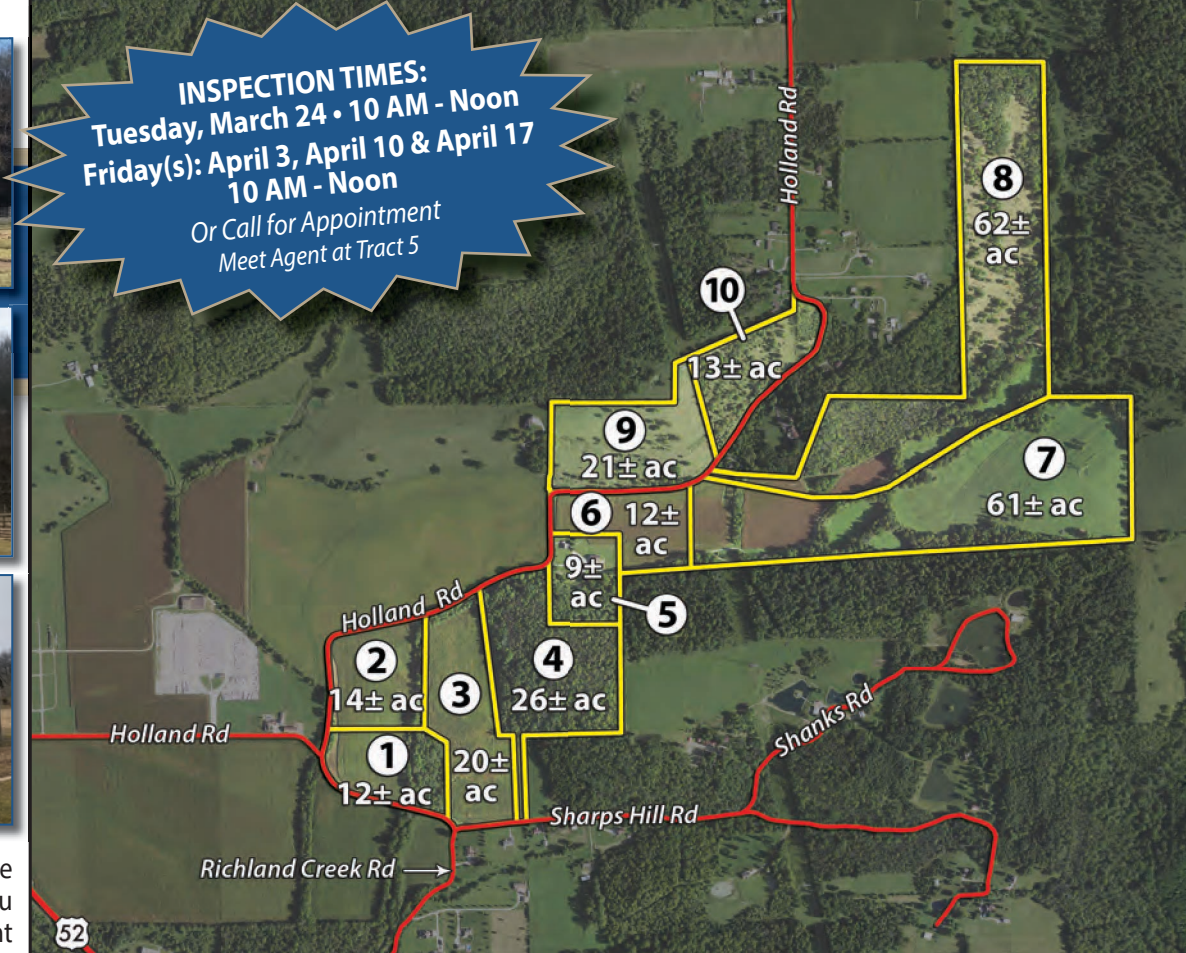 INSPECTION TIMES:
Tuesday, March 24 • 10 AM - Noon
Friday(s): April 3, April 10 & April 17
10 AM - Noon
Or Call for Appointment
Meet Agent at Tract 5
Holland Rd
8
62±
ac
10
13± ac
9
21± ac
7
61± ac
6
12±
ac
9±
ac
5
Holland Rd
2
14± ac
3
20±
ac
4
26± ac
Holland Rd
1
12± ac
Shanks Rd
Sharps Hill Rd
Richland Creek Rd
52
e
u
nt